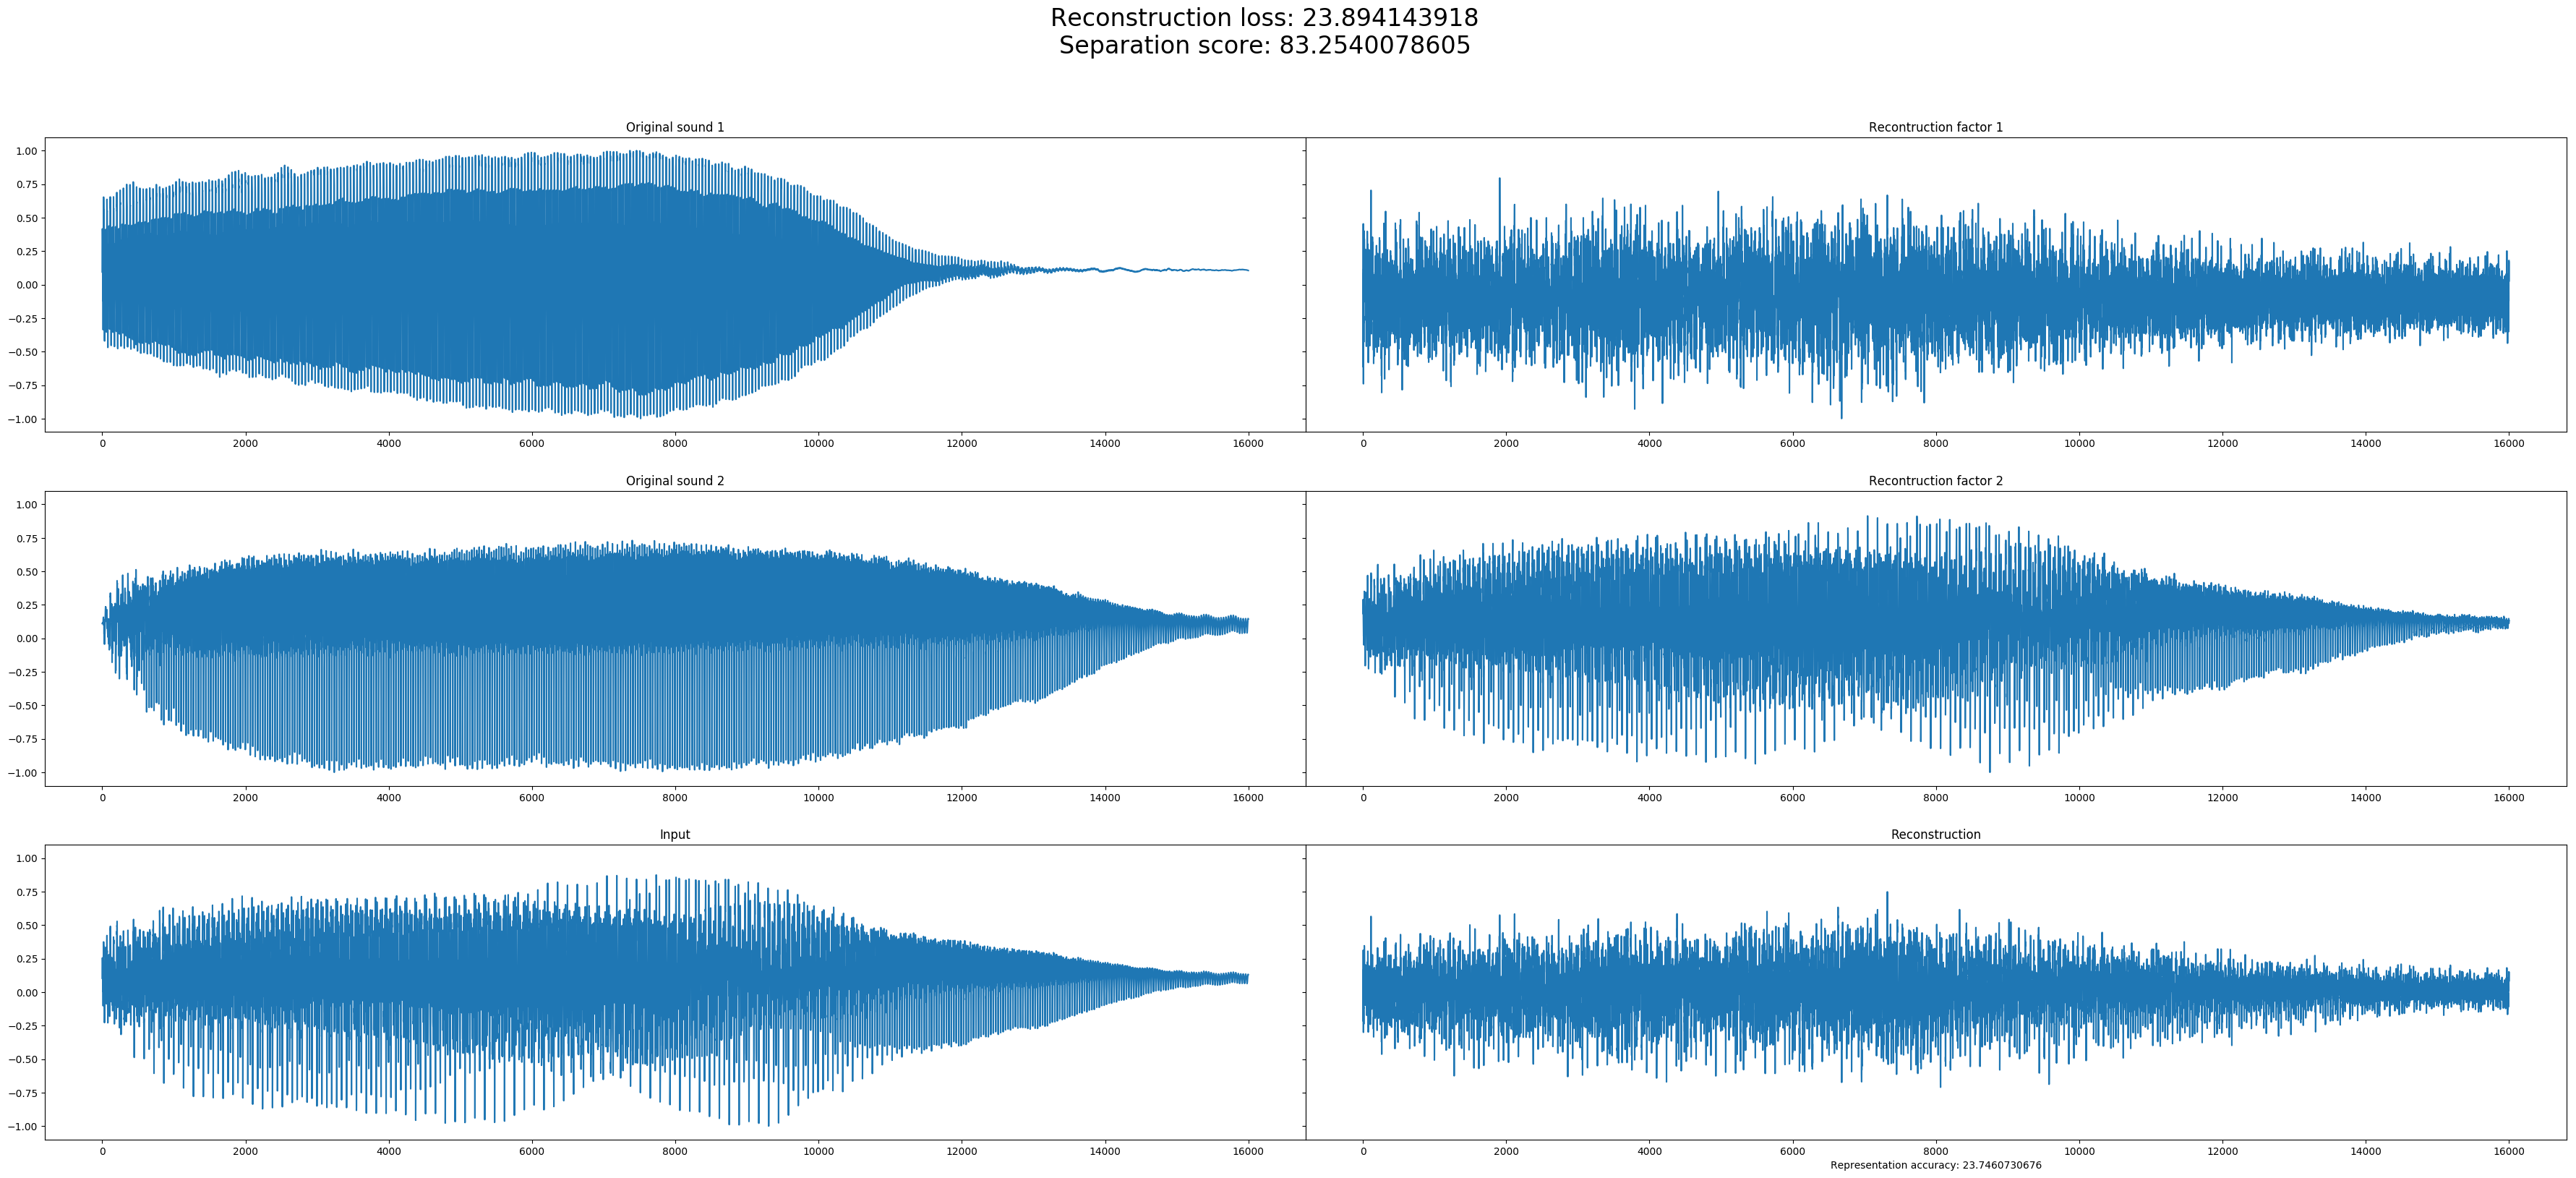 Reconstruction loss: 23.894143918
Separation score: 83.2540078605
Original sound 1
Recontruction factor 1
1.00
0.75
0.50
0.25
0.00
−0.25
−0.50
−0.75
−1.00
0 2000 4000 6000 8000 10000 12000 14000 16000
0 2000 4000 6000 8000 10000 12000 14000 16000
Original sound 2
Recontruction factor 2
1.00
0.75
0.50
0.25
0.00
−0.25
−0.50
−0.75
−1.00
0 2000 4000 6000 8000 10000 12000 14000 16000
0 2000 4000 6000 8000 10000 12000 14000 16000
Input
Reconstruction
1.00
0.75
0.50
0.25
0.00
−0.25
−0.50
−0.75
−1.00
0 2000 4000 6000 8000 10000 12000 14000 16000
0 2000 4000 6000 8000 10000 12000 14000 16000
Representation accuracy: 23.7460730676